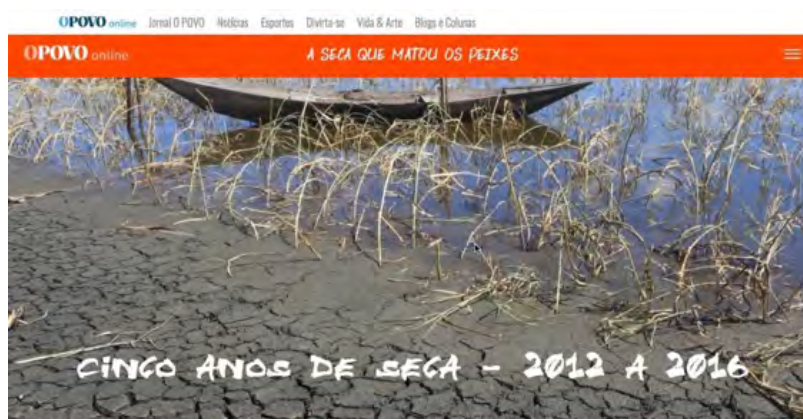 OPOVO online Jornal O POVO Notícias Esportes Divirta-se Vida & Arte Blogs e Colunas
OPOVO online A SECA QUE MATOU OS PEIXES
CINCO ANOS DE SECA - 2012 A 2016